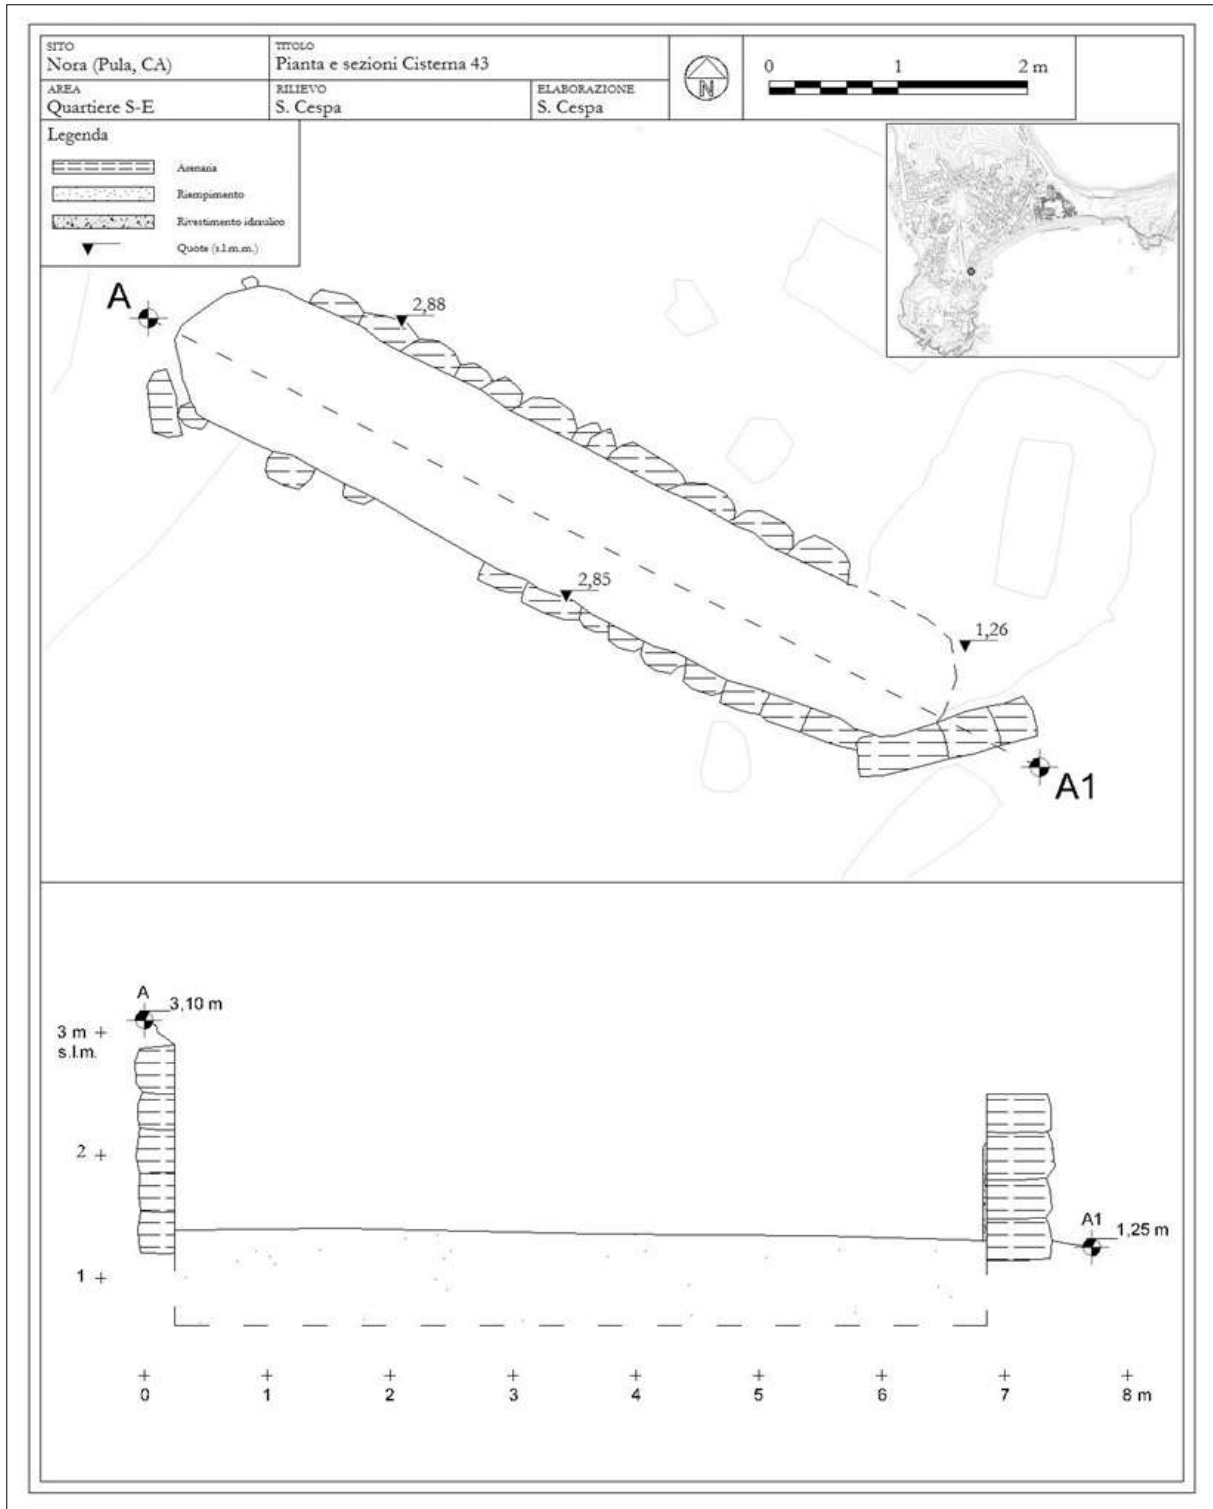 SITO
Nora (Pula, CA)
TITOLO
Pianta e sezioni Cisterna 43
AREA
Quartiere S-E
RILIEVO
S. Cespa
ELABORAZIONE
S. Cespa
N
0 1 2 m
Legenda
Arenaria
Riempimento
Rivestimento idraulico
Quote (s.l.m.m.)
A
2,88
2,85
1,26
A1
A
3,10 m
3 m
s.l.m.
2
A1
1,25 m
1
0 1 2 3 4 5 6 7 8 m